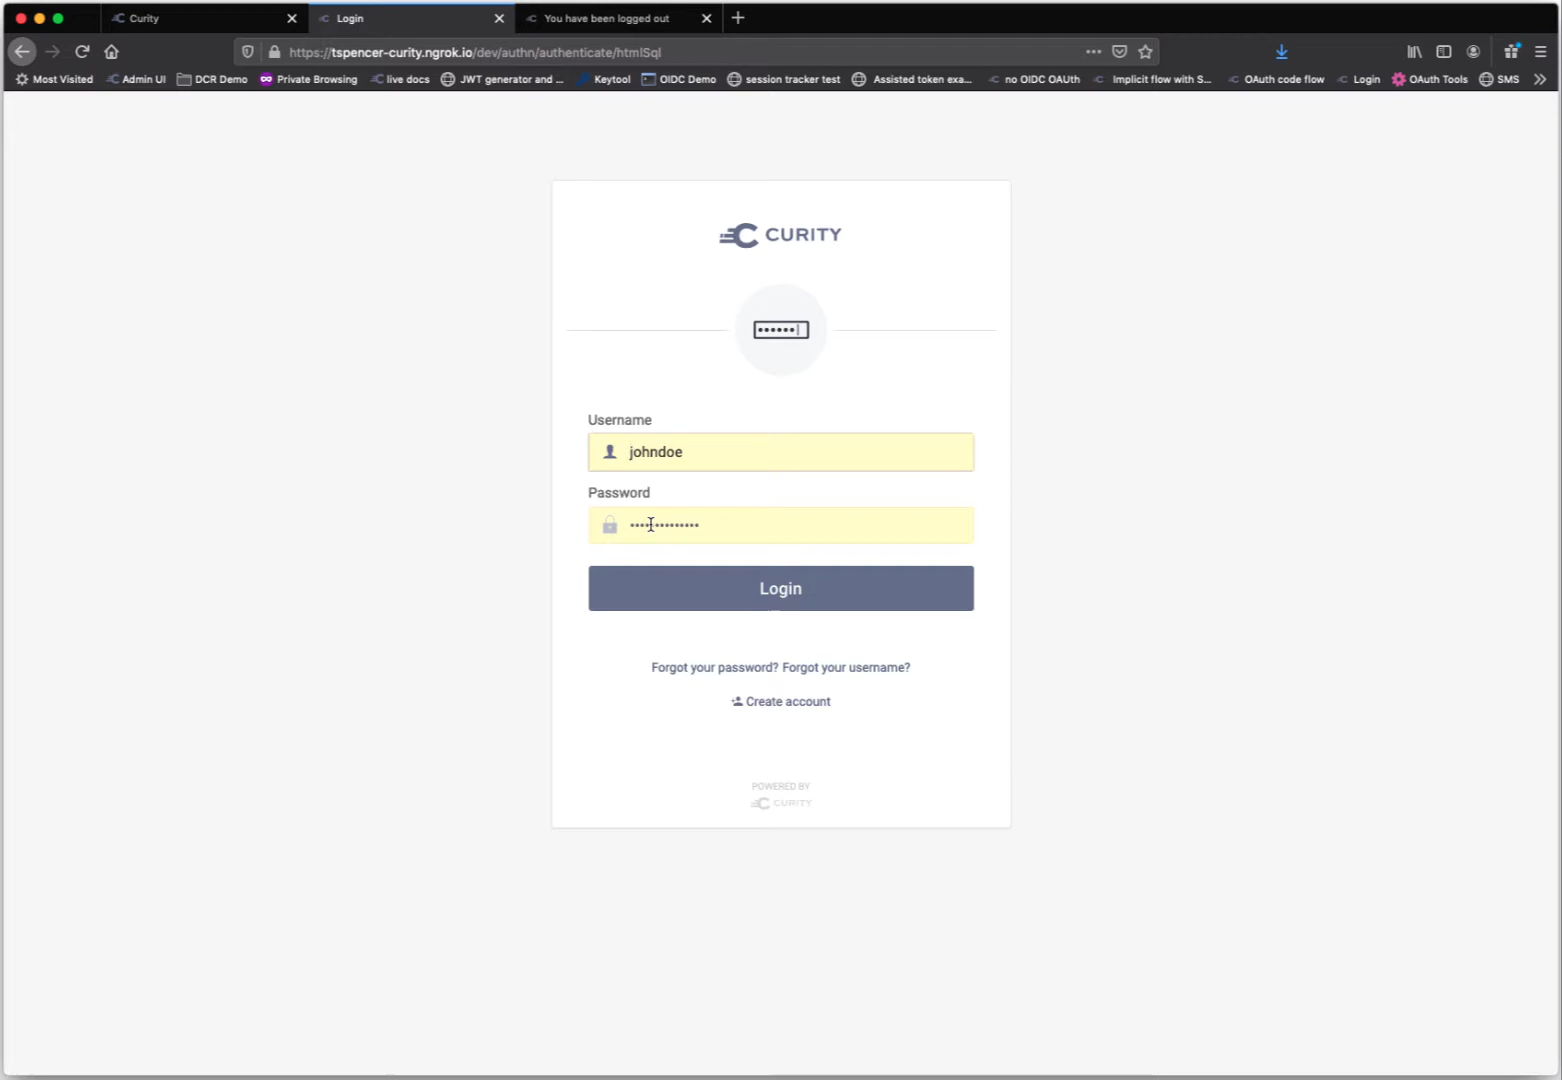 Curity
Login
You have been logged out
https://tspencer-curity.ngrok.io/dev/authn/authenticate/htmlSql
Most Visited
Admin UI
DCR Demo
Private Browsing
live docs
JWT generator and ...
Keytool
OIDC Demo
session tracker test
Assisted token exa...
no OIDC OAuth
Implicit flow with S...
OAuth code flow
Login
OAuth Tools
SMS
CURITY
Username
johndoe
Password
Login
Forgot your password? Forgot your username?
Create account
POWERED BY
CURITY